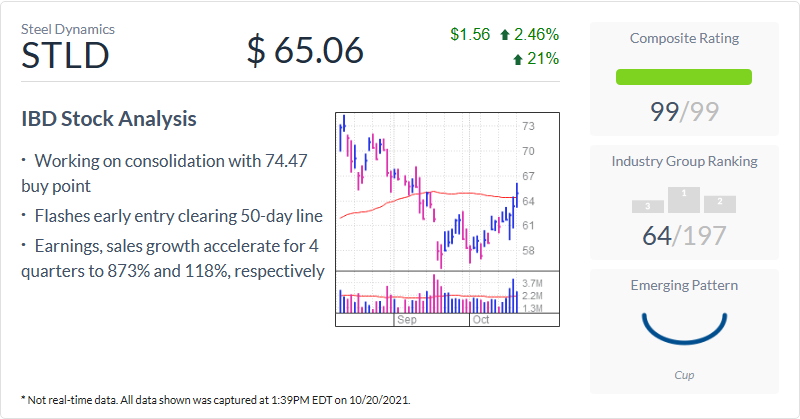 Steel Dynamics
STLD
$ 65.06
$1.56 2.46%
21%
IBD Stock Analysis
• Working on consolidation with 74.47
buy point
• Flashes early entry clearing 50-day line
• Earnings, sales growth accelerate for 4
quarters to 873% and 118%, respectively
73
70
67
64
61
58
3.7M
2.2M
1.3M
Sep
Oct
Composite Rating
99/99
Industry Group Ranking
3
1
2
64/197
Emerging Pattern
Cup
* Not real-time data. All data shown was captured at 1:39PM EDT on 10/20/2021.